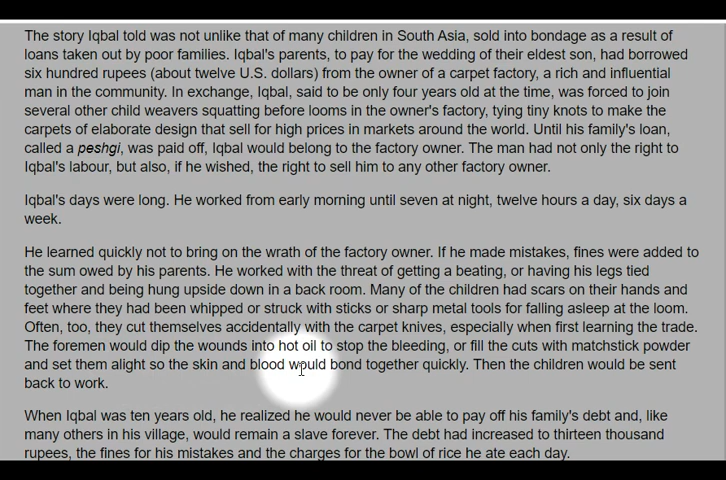 The story Iqbal told was not unlike that of many children in South Asia, sold into bondage as a result of
loans taken out by poor families. Iqbal's parents, to pay for the wedding of their eldest son, had borrowed
six hundred rupees (about twelve U.S. dollars) from the owner of a carpet factory, a rich and influential
man in the community. In exchange, Iqbal, said to be only four years old at the time, was forced to join
several other child weavers squatting before looms in the owner's factory, tying tiny knots to make the
carpets of elaborate design that sell for high prices in markets around the world. Until his family's loan,
called a peshgi, was paid off, Iqbal would belong to the factory owner. The man had not only the right to
Iqbal's labour, but also, if he wished, the right to sell him to any other factory owner.
Iqbal's days were long. He worked from early morning until seven at night, twelve hours a day, six days a
week.
He learned quickly not to bring on the wrath of the factory owner. If he made mistakes, fines were added to
the sum owed by his parents. He worked with the threat of getting a beating, or having his legs tied
together and being hung upside down in a back room. Many of the children had scars on their hands and
feet where they had been whipped or struck with sticks or sharp metal tools for falling asleep at the loom.
Often, too, they cut themselves accidentally with the carpet knives, especially when first learning the trade.
The foremen would dip the wounds into hot oil to stop the bleeding, or fill the cuts with matchstick powder
and set them alight so the skin and blood would bond together quickly. Then the children would be sent
back to work.
When Iqbal was ten years old, he realized he would never be able to pay off his family's debt and, like
many others in his village, would remain a slave forever. The debt had increased to thirteen thousand
rupees, the fines for his mistakes and the charges for the bowl of rice he ate each day.